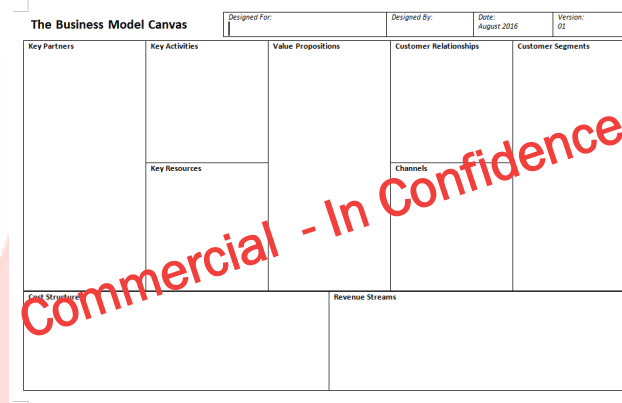 The Business Model Canvas
Designed For:
Designed By:
Date:
August 2016
Version:
01
Key Partners
Key Activities
Value Propositions
Customer Relationships
Customer Segments
Key Resources
Channels
Commercial - In Confidence
Cost Structure
Revenue Streams